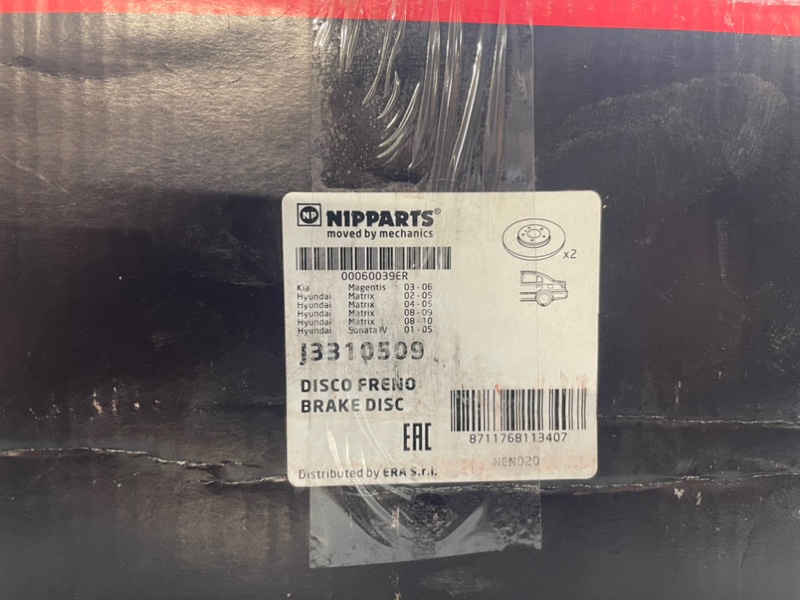 NP NIPPARTS®
moved by mechanics
00060039ER
x2
Kia Magentis 03-06
Hyundai Matrix 02-05
Hyundai Matrix 04-05
Hyundai Matrix 08-09
Hyundai Matrix 08-10
Hyundai Sonata IV 01-05
J3310509
DISCO FRENO
BRAKE DISC
EAC
8711768113407
NEN020
Distributed by ERA S.r.l.